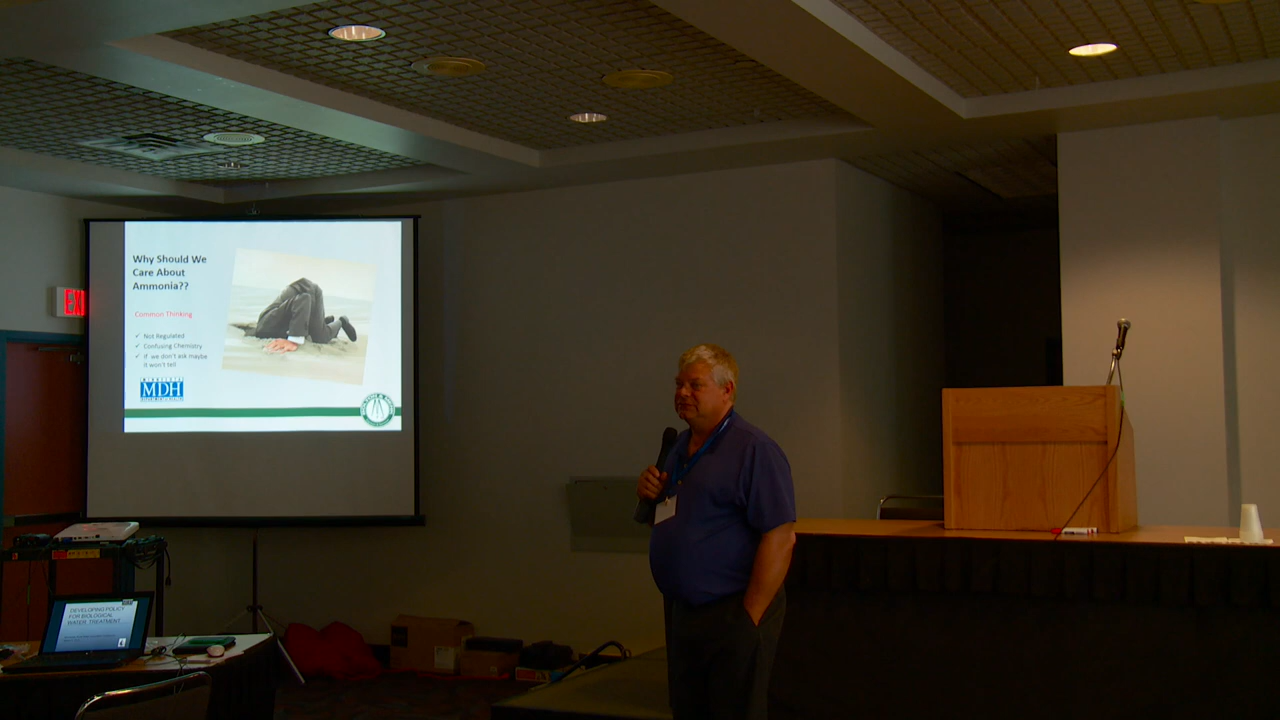 Why Should We
Care About
Ammonia??
Common Thinking
✓ Not Regulated
✓ Confusing Chemistry
✓ If we don't ask maybe
it won't tell
MDH
EXI
DEVELOPING POLICY
FOR BIOLOGICAL
WATER TREATMENT